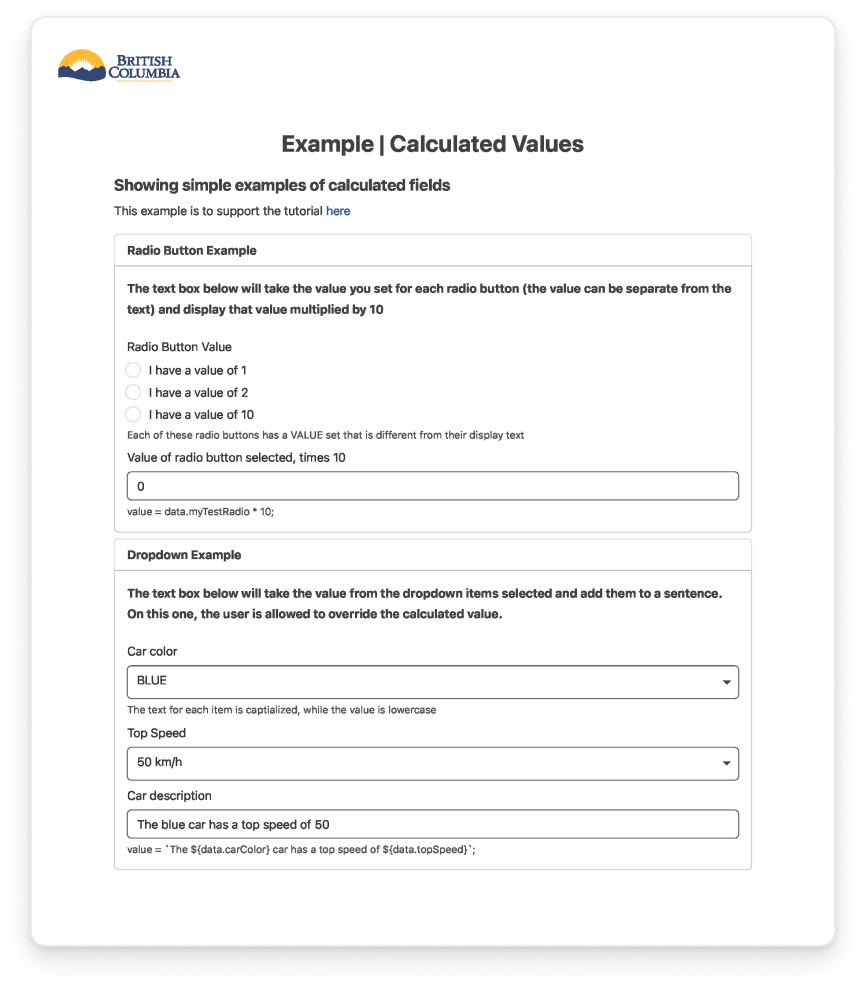 BRITISH
COLUMBIA
Example | Calculated Values
Showing simple examples of calculated fields
This example is to support the tutorial here
Radio Button Example
The text box below will take the value you set for each radio button (the value can be separate from the
text) and display that value multiplied by 10
Radio Button Value
I have a value of 1
I have a value of 2
I have a value of 10
Each of these radio buttons has a VALUE set that is different from their display text
Value of radio button selected, times 10
0
value = data.myTestRadio * 10;
Dropdown Example
The text box below will take the value from the dropdown items selected and add them to a sentence.
On this one, the user is allowed to override the calculated value.
Car color
BLUE
The text for each item is captialized, while the value is lowercase
Top Speed
50 km/h
Car description
The blue car has a top speed of 50
value = `The ${data.carColor} car has a top speed of ${data.topSpeed}`;